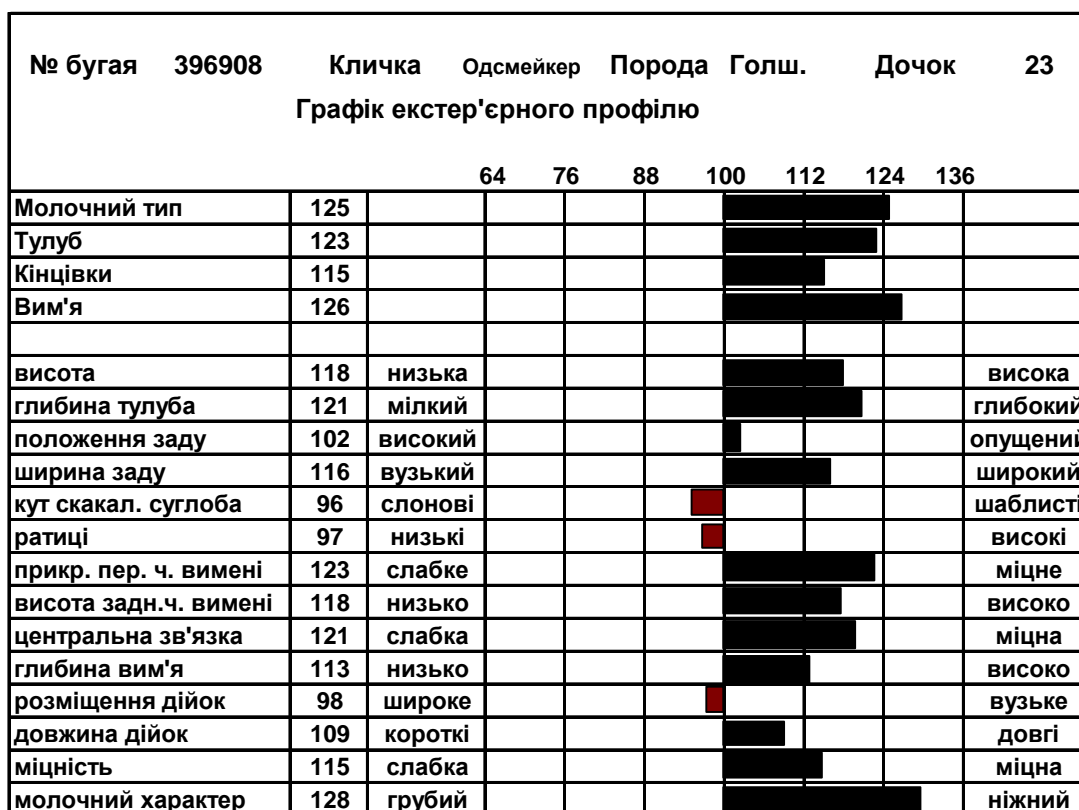 № бугая 396908 Кличка Одсмейкер Порода Голш. Дочок 23
Графік екстер'єрного профілю
64 76 88 100 112 124 136
Молочний тип 125
Тулуб 123
Кінцівки 115
Вим'я 126
висота 118 низька висока
глибина тулуба 121 мілкий глибокий
положення заду 102 високий опущений
ширина заду 116 вузький широкий
кут скакал. суглоба 96 слонові шаблисті
ратиці 97 низькі високі
прикр. пер. ч. вимені 123 слабке міцне
висота задн.ч. вимені 118 низько високо
центральна зв'язка 121 слабка міцна
глибина вим'я 113 низько високо
розміщення дійок 98 широке вузьке
довжина дійок 109 короткі довгі
міцність 115 слабка міцна
молочний характер 128 грубий ніжний